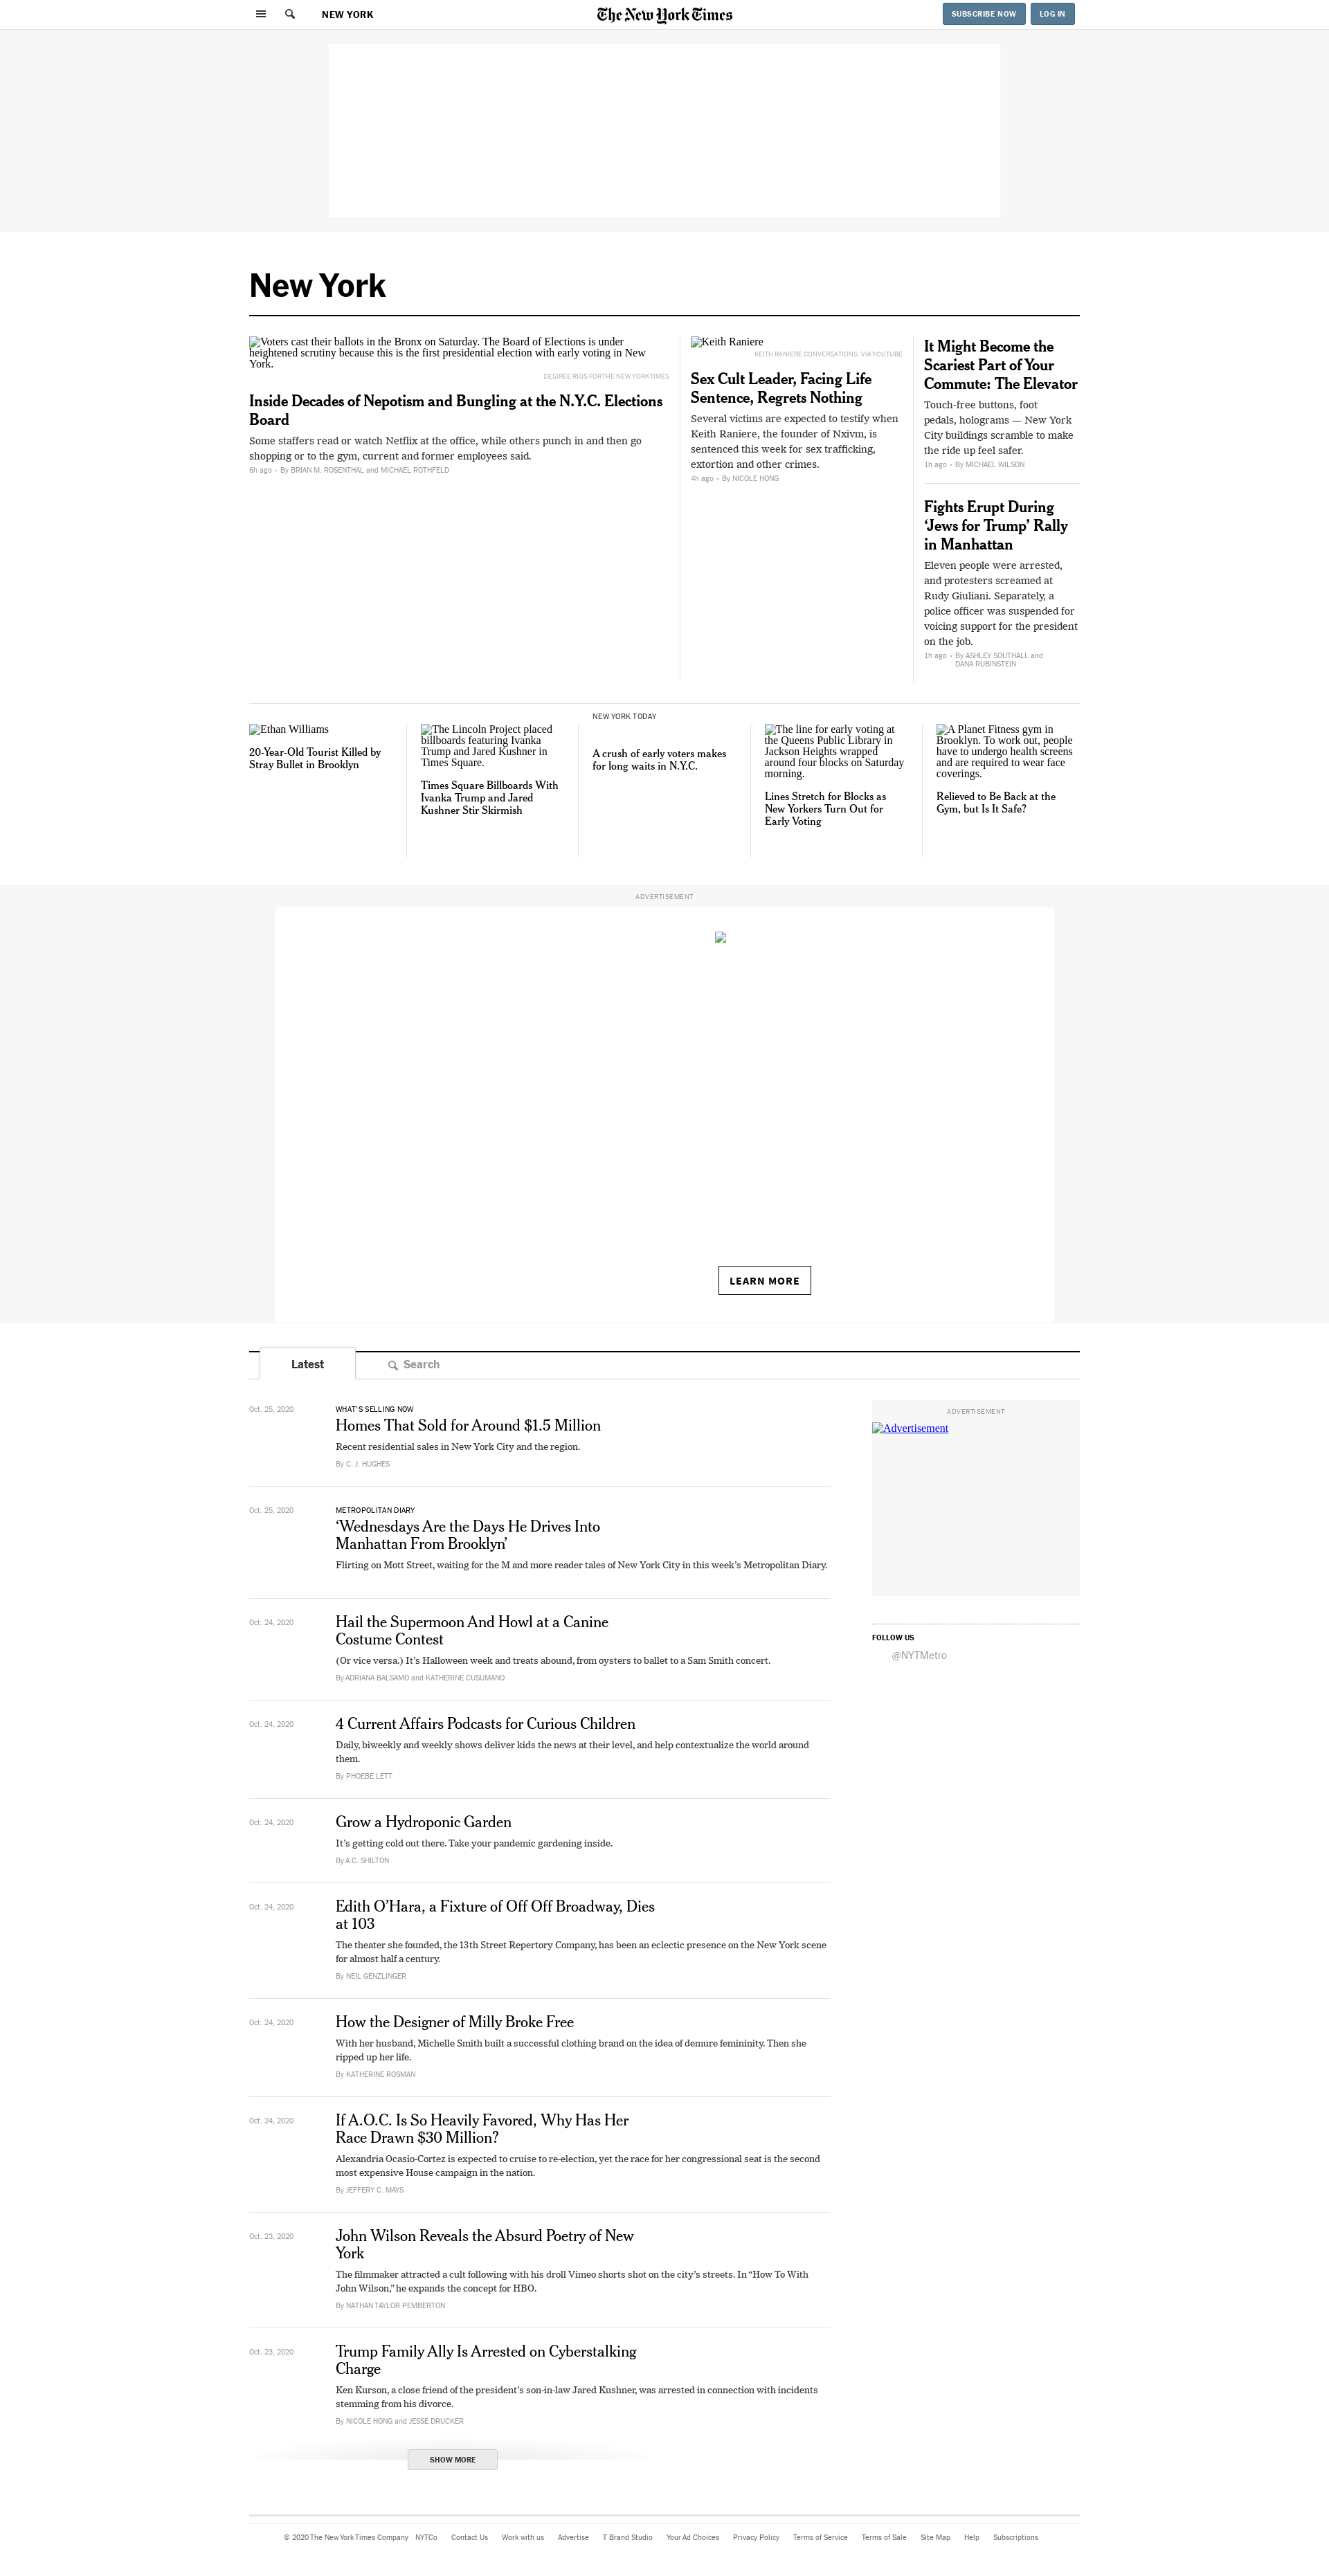 NEW YORK
The New York Times
SUBSCRIBE NOW
LOG IN
New York
Voters cast their ballots in the Bronx on Saturday. The Board of Elections is under
heightened scrutiny because this is the first presidential election with early voting in New
York.
DESIREE RIOS FOR THE NEW YORK TIMES
Inside Decades of Nepotism and Bungling at the N.Y.C. Elections
Board
Some staffers read or watch Netflix at the office, while others punch in and then go
shopping or to the gym, current and former employees said.
6h ago - By BRIAN M. ROSENTHAL and MICHAEL ROTHFELD
Keith Raniere
KEITH RANIERE CONVERSATIONS, VIA YOUTUBE
Sex Cult Leader, Facing Life
Sentence, Regrets Nothing
Several victims are expected to testify when
Keith Raniere, the founder of Nxivm, is
sentenced this week for sex trafficking,
extortion and other crimes.
4h ago - By NICOLE HONG
It Might Become the
Scariest Part of Your
Commute: The Elevator
Touch-free buttons, foot
pedals, holograms — New York
City buildings scramble to make
the ride up feel safer.
1h ago - By MICHAEL WILSON
Fights Erupt During
‘Jews for Trump’ Rally
in Manhattan
Eleven people were arrested,
and protesters screamed at
Rudy Giuliani. Separately, a
police officer was suspended for
voicing support for the president
on the job.
1h ago - By ASHLEY SOUTHALL and
DANA RUBINSTEIN
Ethan Williams
20-Year-Old Tourist Killed by
Stray Bullet in Brooklyn
The Lincoln Project placed
billboards featuring Ivanka
Trump and Jared Kushner in
Times Square.
Times Square Billboards With
Ivanka Trump and Jared
Kushner Stir Skirmish
NEW YORK TODAY
A crush of early voters makes
for long waits in N.Y.C.
The line for early voting at
the Queens Public Library in
Jackson Heights wrapped
around four blocks on Saturday
morning.
Lines Stretch for Blocks as
New Yorkers Turn Out for
Early Voting
A Planet Fitness gym in
Brooklyn. To work out, people
have to undergo health screens
and are required to wear face
coverings.
Relieved to Be Back at the
Gym, but Is It Safe?
ADVERTISEMENT
LEARN MORE
Latest
Search
Oct. 25, 2020
WHAT'S SELLING NOW
Homes That Sold for Around $1.5 Million
Recent residential sales in New York City and the region.
By C. J. HUGHES
Oct. 25, 2020
METROPOLITAN DIARY
‘Wednesdays Are the Days He Drives Into
Manhattan From Brooklyn’
Flirting on Mott Street, waiting for the M and more reader tales of New York City in this week’s Metropolitan Diary.
Oct. 24, 2020
Hail the Supermoon And Howl at a Canine
Costume Contest
(Or vice versa.) It’s Halloween week and treats abound, from oysters to ballet to a Sam Smith concert.
By ADRIANA BALSAMO and KATHERINE CUSUMANO
Oct. 24, 2020
4 Current Affairs Podcasts for Curious Children
Daily, biweekly and weekly shows deliver kids the news at their level, and help contextualize the world around
them.
By PHOEBE LETT
Oct. 24, 2020
Grow a Hydroponic Garden
It’s getting cold out there. Take your pandemic gardening inside.
By A.C. SHILTON
Oct. 24, 2020
Edith O’Hara, a Fixture of Off Off Broadway, Dies
at 103
The theater she founded, the 13th Street Repertory Company, has been an eclectic presence on the New York scene
for almost half a century.
By NEIL GENZLINGER
Oct. 24, 2020
How the Designer of Milly Broke Free
With her husband, Michelle Smith built a successful clothing brand on the idea of demure femininity. Then she
ripped up her life.
By KATHERINE ROSMAN
Oct. 24, 2020
If A.O.C. Is So Heavily Favored, Why Has Her
Race Drawn $30 Million?
Alexandria Ocasio-Cortez is expected to cruise to re-election, yet the race for her congressional seat is the second
most expensive House campaign in the nation.
By JEFFERY C. MAYS
Oct. 23, 2020
John Wilson Reveals the Absurd Poetry of New
York
The filmmaker attracted a cult following with his droll Vimeo shorts shot on the city’s streets. In “How To With
John Wilson,” he expands the concept for HBO.
By NATHAN TAYLOR PEMBERTON
Oct. 23, 2020
Trump Family Ally Is Arrested on Cyberstalking
Charge
Ken Kurson, a close friend of the president’s son-in-law Jared Kushner, was arrested in connection with incidents
stemming from his divorce.
By NICOLE HONG and JESSE DRUCKER
SHOW MORE
ADVERTISEMENT
Advertisement
FOLLOW US
@NYTMetro
© 2020 The New York Times Company NYTCo Contact Us Work with us Advertise T Brand Studio Your Ad Choices Privacy Policy Terms of Service Terms of Sale Site Map Help Subscriptions